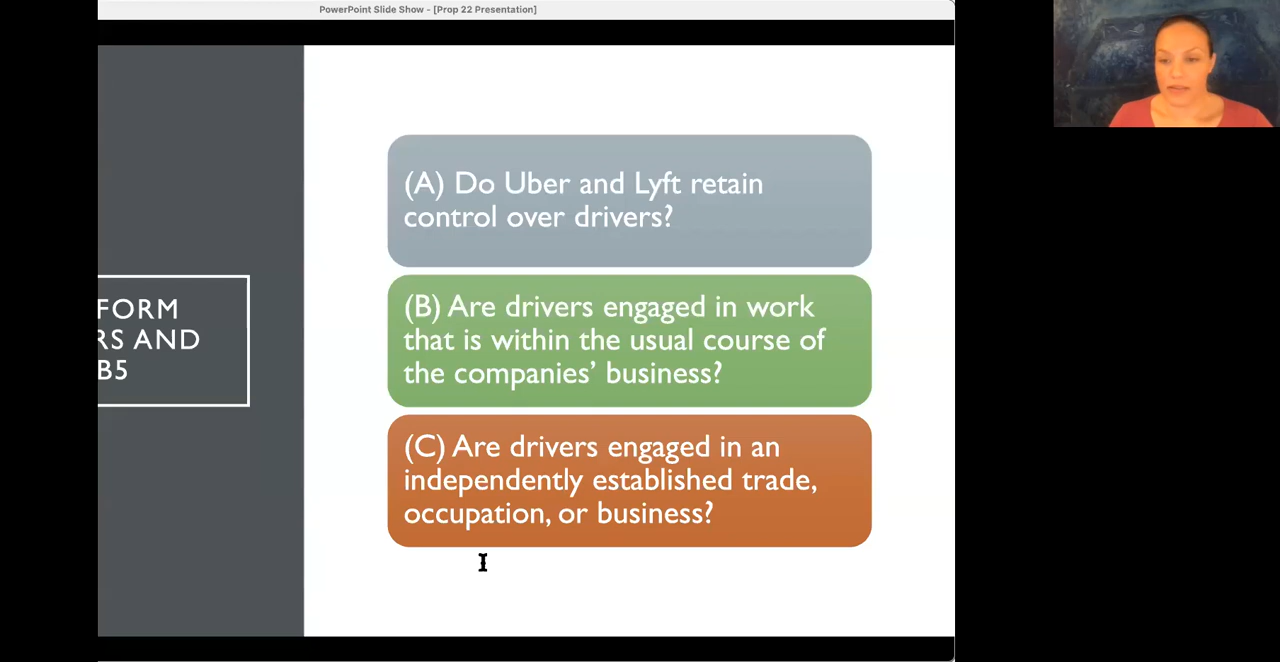 PowerPoint Slide Show - [Prop 22 Presentation]
FORM
RS AND
B5
(A) Do Uber and Lyft retain
control over drivers?
(B) Are drivers engaged in work
that is within the usual course of
the companies’ business?
(C) Are drivers engaged in an
independently established trade,
occupation, or business?